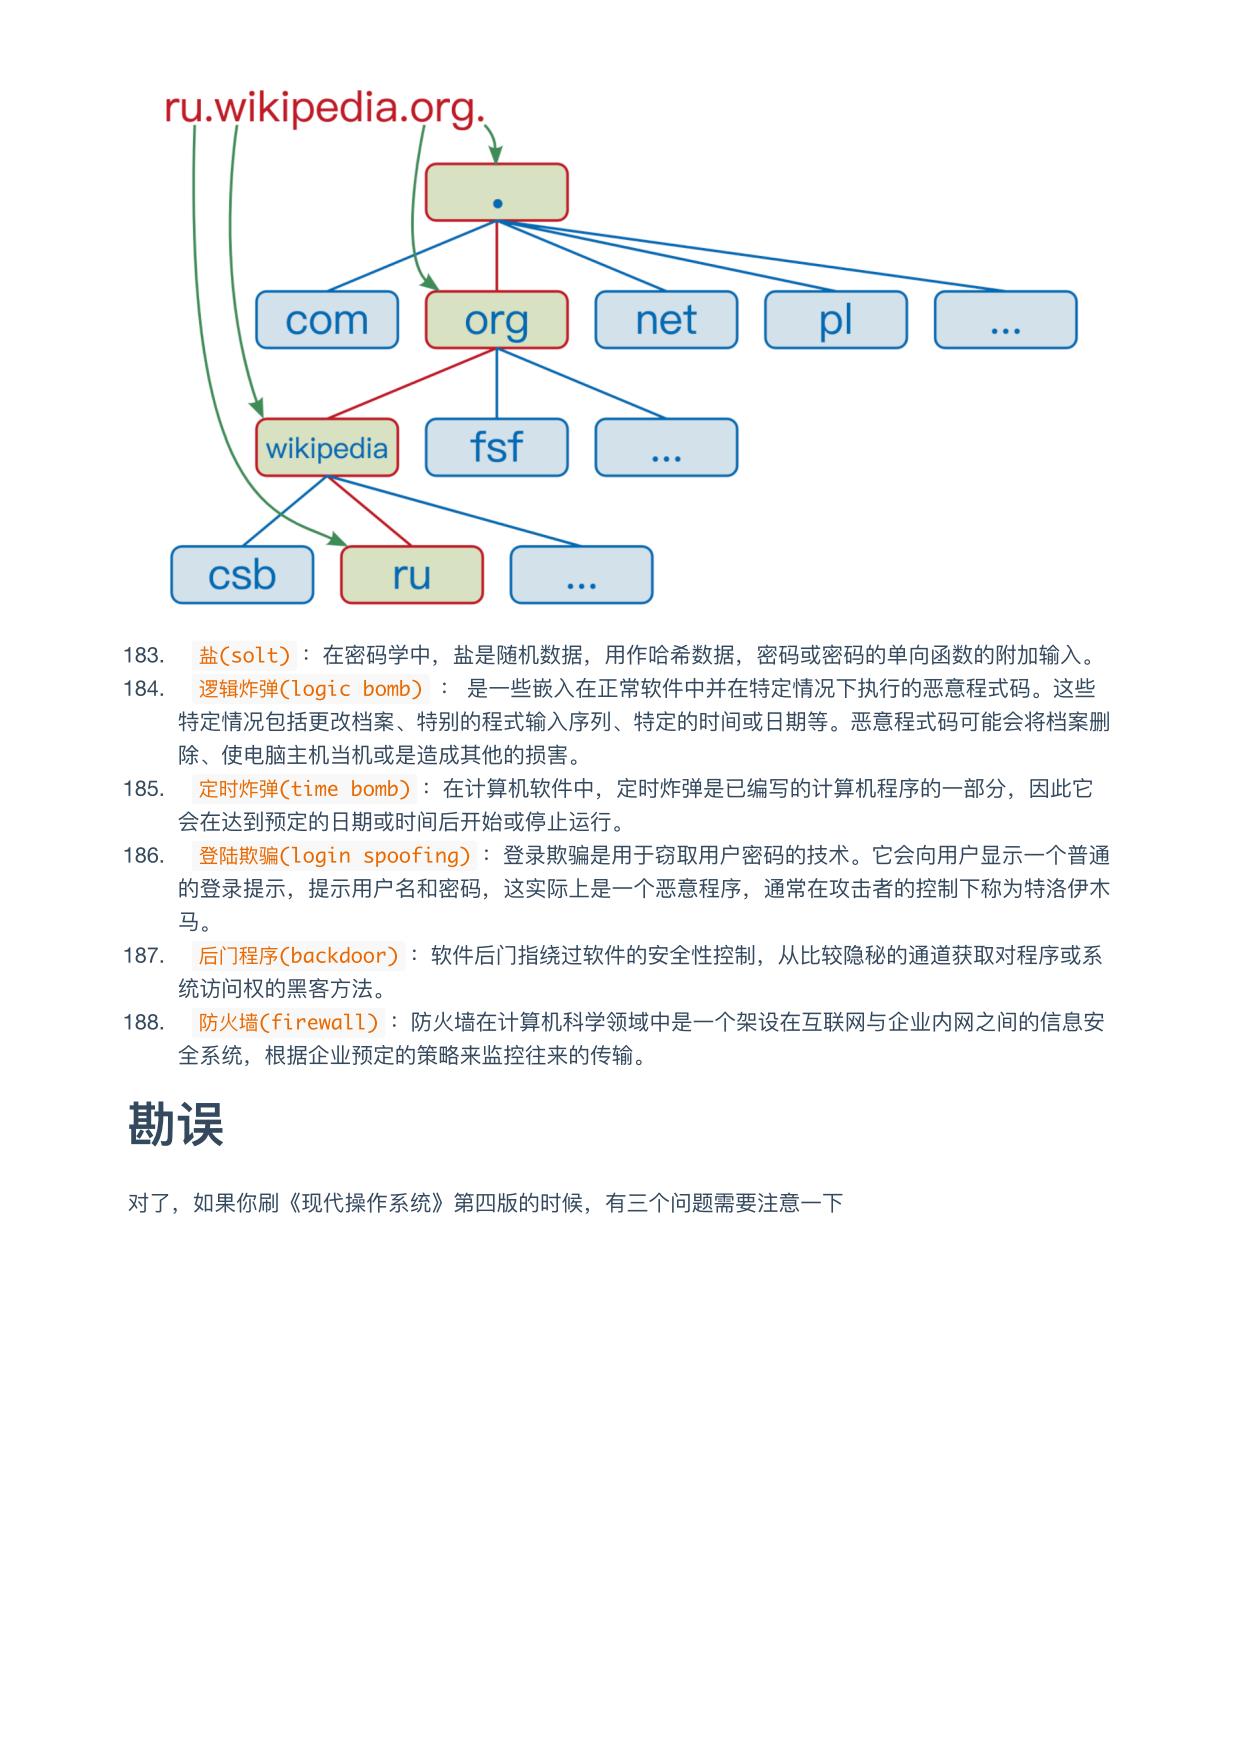 ru.wikipedia.org.
.
com org net pl ...
wikipedia fsf ...
csb ru ...
183. 盐(solt) ：在密码学中，盐是随机数据，用作哈希数据，密码或密码的单向函数的附加输入。
184. 逻辑炸弹(logic bomb) ： 是一些嵌入在正常软件中并在特定情况下执行的恶意程式码。这些
特定情况包括更改档案、特别的程式输入序列、特定的时间或日期等。恶意程式码可能会将档案删
除、使电脑主机当机或是造成其他的损害。
185. 定时炸弹(time bomb) ：在计算机软件中，定时炸弹是已编写的计算机程序的一部分，因此它
会在达到预定的日期或时间后开始或停止运行。
186. 登陆欺骗(login spoofing) ：登录欺骗是用于窃取用户密码的技术。它会向用户显示一个普通
的登录提示，提示用户名和密码，这实际上是一个恶意程序，通常在攻击者的控制下称为特洛伊木
马。
187. 后门程序(backdoor) ：软件后门指绕过软件的安全性控制，从比较隐秘的通道获取对程序或系
统访问权的黑客方法。
188. 防火墙(firewall) ：防火墙在计算机科学领域中是一个架设在互联网与企业内网之间的信息安
全系统，根据企业预定的策略来监控往来的传输。
勘误
对了，如果你刷《现代操作系统》第四版的时候，有三个问题需要注意一下